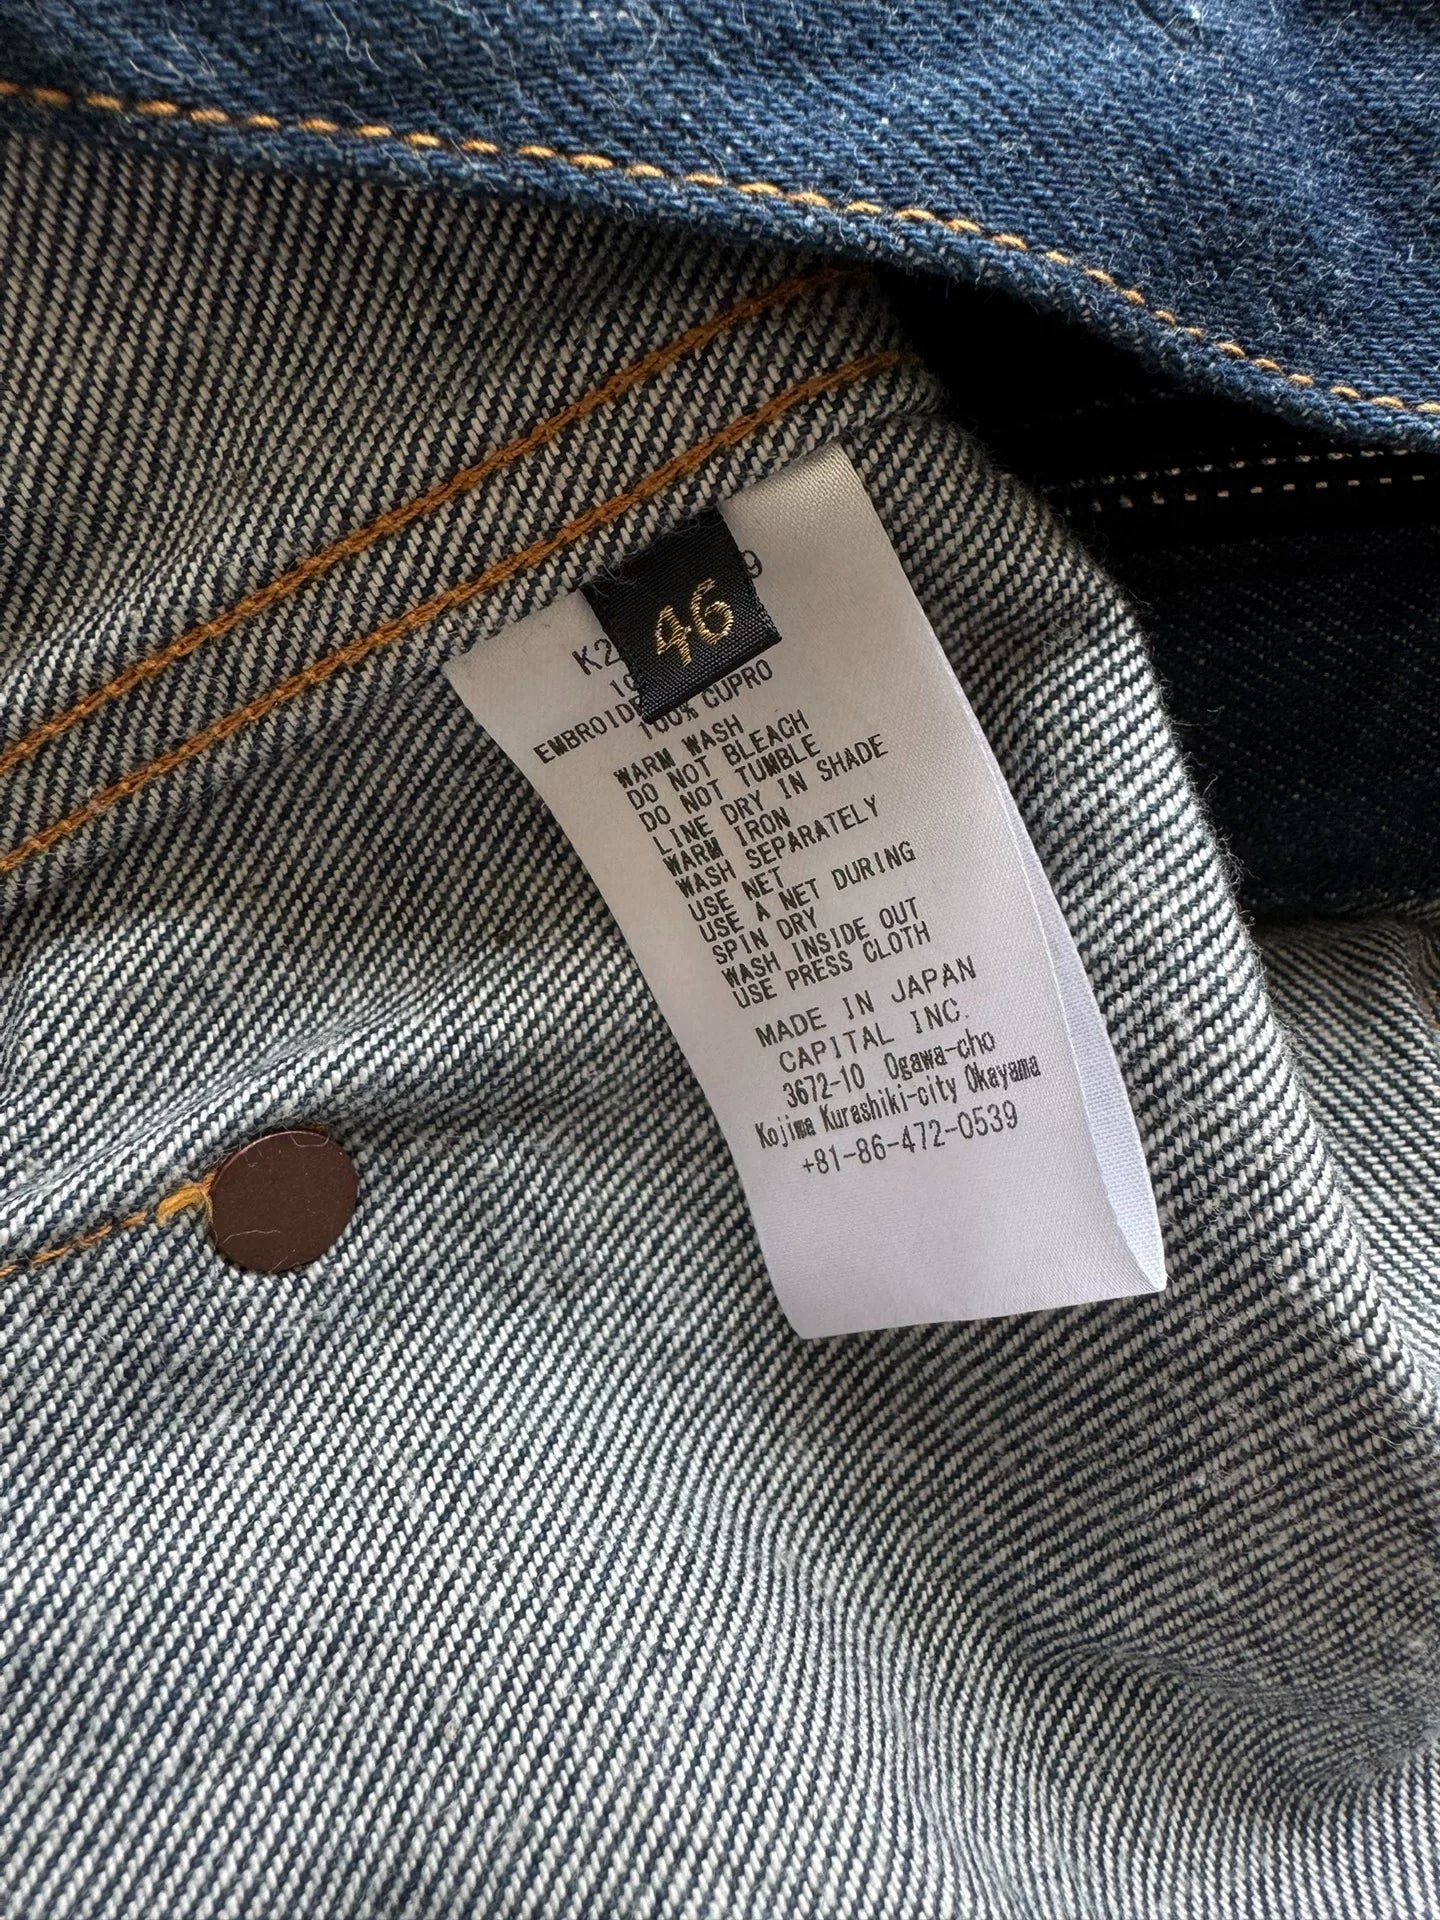 46
9
K2
EMBROID
100% CUPRO
WARM WASH
DO NOT BLEACH
DO NOT TUMBLE
LINE DRY IN SHADE
WARM IRON
WASH SEPARATELY
USE NET
USE A NET DURING
SPIN DRY
WASH INSIDE OUT
USE PRESS CLOTH
MADE IN JAPAN
CAPITAL INC.
3672-10 Ogawa-cho
Kojima Kurashiki-city Okayama
+81-86-472-0539